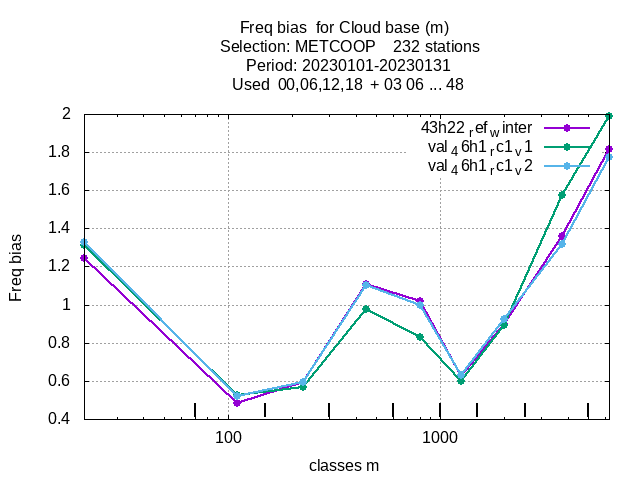 Freq bias for Cloud base (m)
Selection: METCOOP 232 stations
Period: 20230101-20230131
Used 00,06,12,18 + 03 06 ... 48
43h22 ref winter
val 46h1 rc1 v1
val 46h1 rc1 v2
2
1.8
1.6
1.4
1.2
1
0.8
0.6
0.4
Freq bias
100 1000
classes m